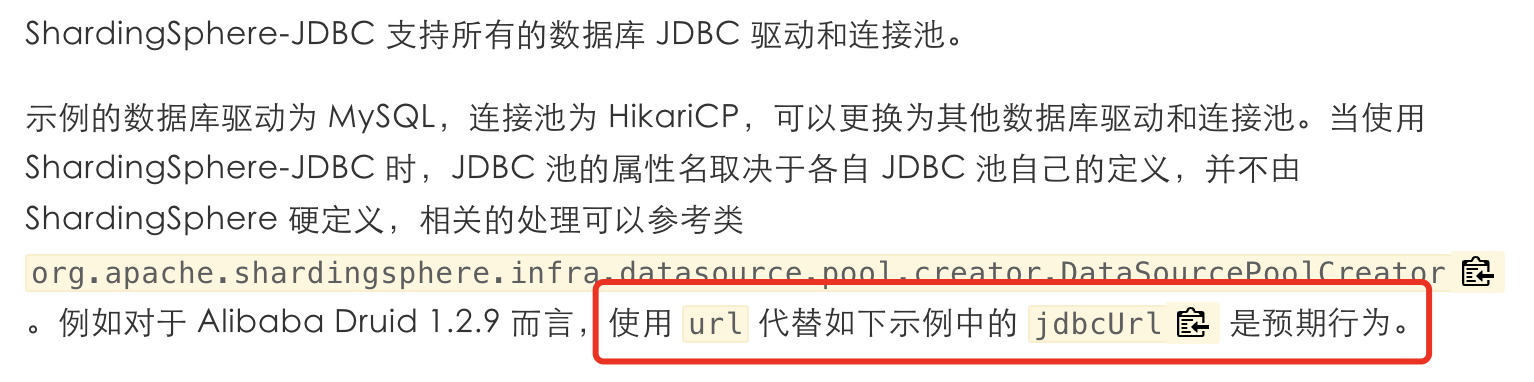 ShardingSphere-JDBC 支持所有的数据库 JDBC 驱动和连接池。
示例的数据库驱动为 MySQL，连接池为 HikariCP，可以更换为其他数据库驱动和连接池。当使用
ShardingSphere-JDBC 时，JDBC 池的属性名取决于各自 JDBC 池自己的定义，并不由
ShardingSphere 硬定义，相关的处理可以参考类
org.apache.shardingsphere.infra.datasource.pool.creator.DataSourcePoolCreator
。例如对于 Alibaba Druid 1.2.9 而言，使用 url 代替如下示例中的 jdbcUrl 是预期行为。